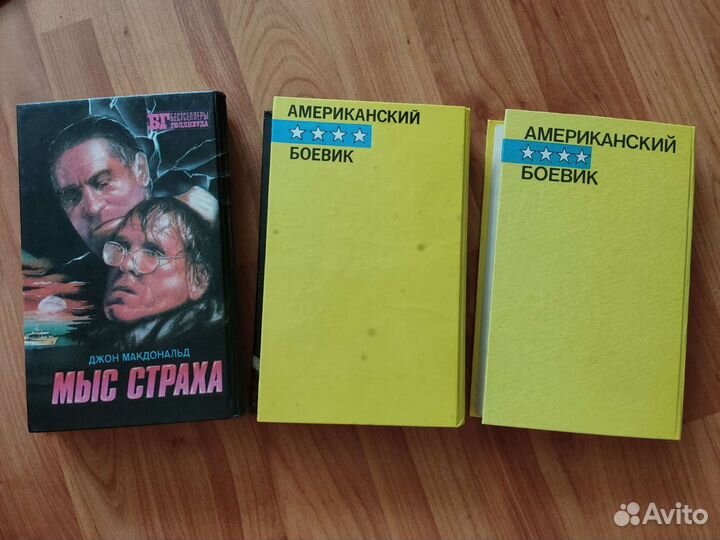 БГ БЕСТСЕЛЛЕРЫ
ГОЛЛИВУДА
ДЖОН МАКДОНАЛЬД
МЫС СТРАХА
АМЕРИКАНСКИЙ
БОЕВИК
АМЕРИКАНСКИЙ
БОЕВИК
Avito